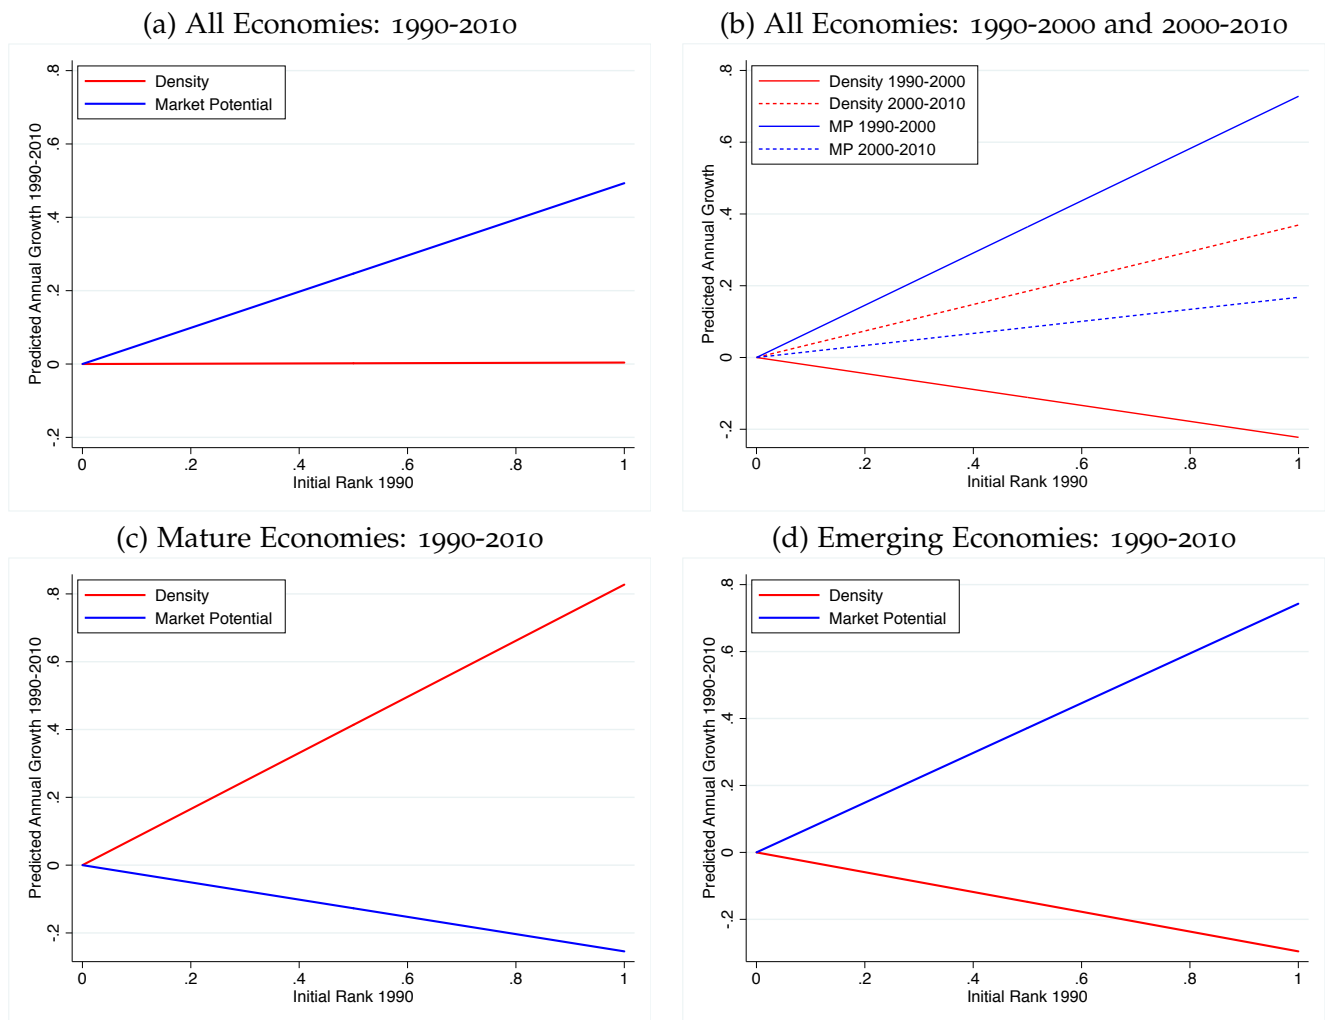 (a) All Economies: 1990-2010
Density
Market Potential
Predicted Annual Growth 1990-2010
.8
.6
.4
.2
0
-.2
0 .2 .4 .6 .8 1
Initial Rank 1990
(b) All Economies: 1990-2000 and 2000-2010
Density 1990-2000
Density 2000-2010
MP 1990-2000
MP 2000-2010
Predicted Annual Growth
.8
.6
.4
.2
0
-.2
0 .2 .4 .6 .8 1
Initial Rank 1990
(c) Mature Economies: 1990-2010
Density
Market Potential
Predicted Annual Growth 1990-2010
.8
.6
.4
.2
0
-.2
0 .2 .4 .6 .8 1
Initial Rank 1990
(d) Emerging Economies: 1990-2010
Density
Market Potential
Predicted Annual Growth 1990-2010
.8
.6
.4
.2
0
-.2
0 .2 .4 .6 .8 1
Initial Rank 1990